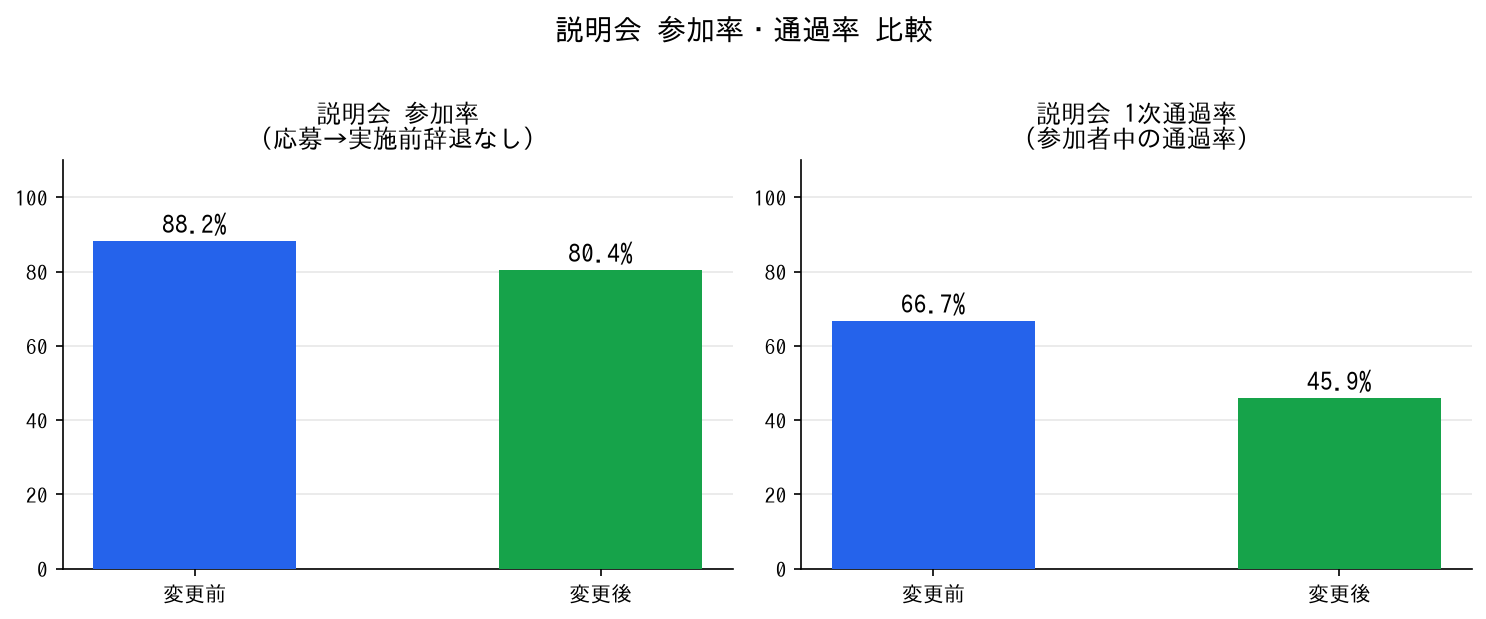 説明会 参加率・通過率 比較
説明会 参加率
（応募→実施前辞退なし）
100
80
60
40
20
0
88.2%
80.4%
変更前
変更後
説明会 1次通過率
（参加者中の通過率）
100
80
60
40
20
0
66.7%
45.9%
変更前
変更後